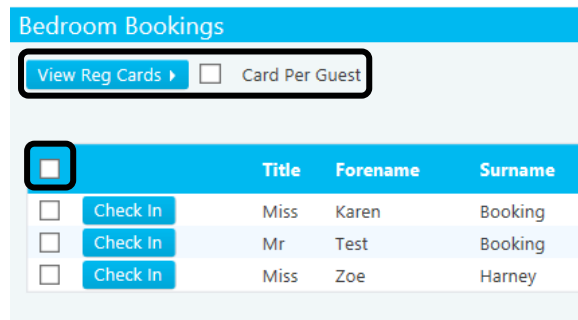 Bedroom Bookings
View Reg Cards Card Per Guest
Title Forename Surname
Check In Miss Karen Booking
Check In Mr Test Booking
Check In Miss Zoe Harney